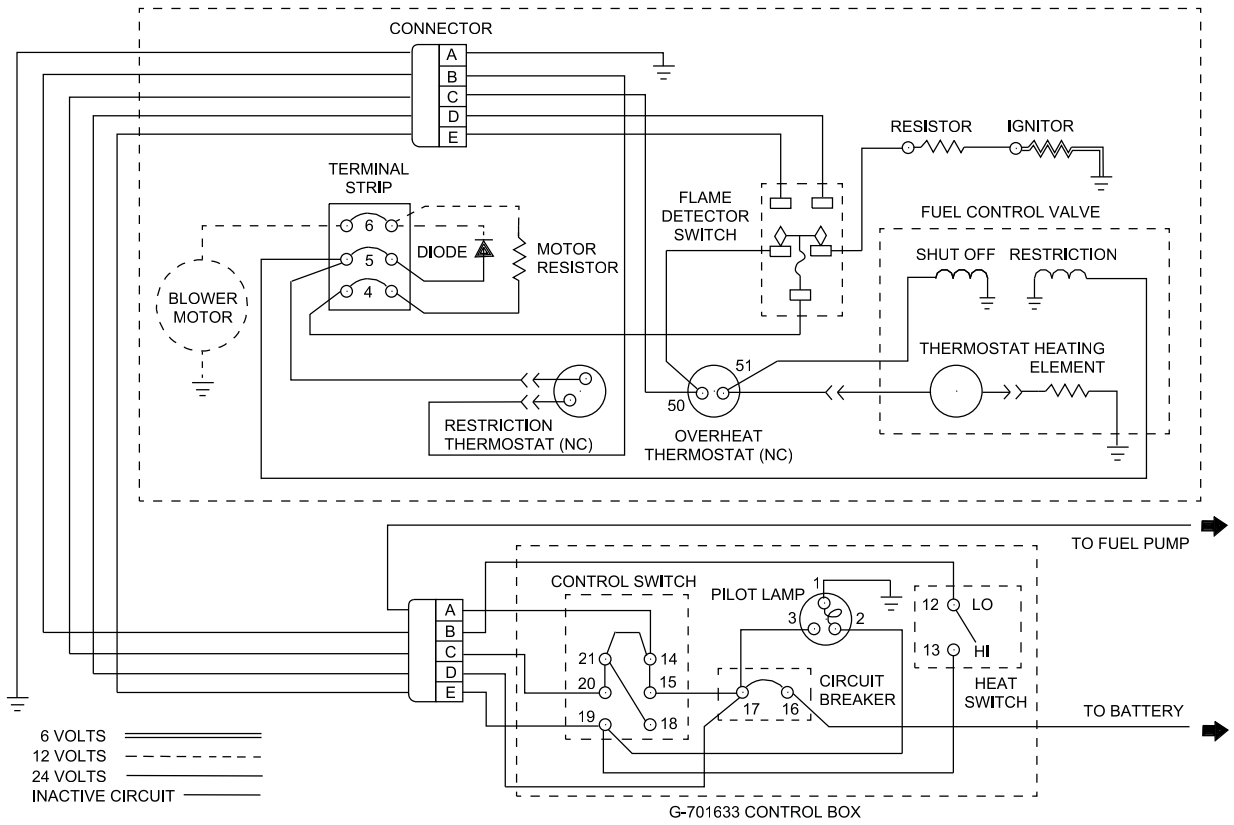 CONNECTOR
A
B
C
D
E
RESISTOR
IGNITOR
TERMINAL
STRIP
6
5
4
DIODE
MOTOR
RESISTOR
FLAME
DETECTOR
SWITCH
FUEL CONTROL VALVE
SHUT OFF
RESTRICTION
BLOWER
MOTOR
THERMOSTAT HEATING
ELEMENT
51
50
RESTRICTION
THERMOSTAT (NC)
OVERHEAT
THERMOSTAT (NC)
TO FUEL PUMP
CONTROL SWITCH
PILOT LAMP
1
3
2
12
LO
13
HI
HEAT
SWITCH
A
B
C
D
E
21
14
20
15
19
18
17
16
CIRCUIT
BREAKER
TO BATTERY
6 VOLTS
12 VOLTS
24 VOLTS
INACTIVE CIRCUIT
G-701633 CONTROL BOX